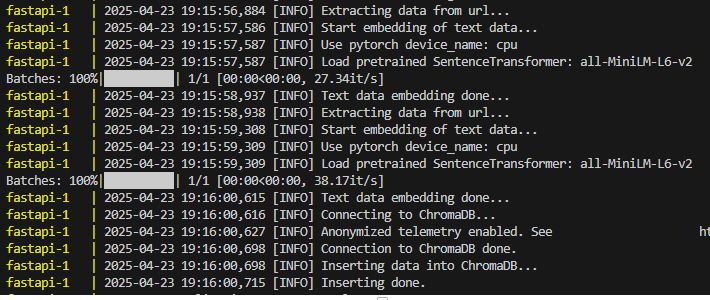 fastapi-1 | 2025-04-23 19:15:56,884 [INFO] Extracting data from url...
fastapi-1 | 2025-04-23 19:15:57,586 [INFO] Start embedding of text data...
fastapi-1 | 2025-04-23 19:15:57,587 [INFO] Use pytorch device_name: cpu
fastapi-1 | 2025-04-23 19:15:57,587 [INFO] Load pretrained SentenceTransformer: all-MiniLM-L6-v2
Batches: 100%|██████████| 1/1 [00:00<00:00, 27.34it/s]
fastapi-1 | 2025-04-23 19:15:58,937 [INFO] Text data embedding done...
fastapi-1 | 2025-04-23 19:15:58,938 [INFO] Extracting data from url...
fastapi-1 | 2025-04-23 19:15:59,308 [INFO] Start embedding of text data...
fastapi-1 | 2025-04-23 19:15:59,309 [INFO] Use pytorch device_name: cpu
fastapi-1 | 2025-04-23 19:15:59,309 [INFO] Load pretrained SentenceTransformer: all-MiniLM-L6-v2
Batches: 100%|██████████| 1/1 [00:00<00:00, 38.17it/s]
fastapi-1 | 2025-04-23 19:16:00,615 [INFO] Text data embedding done...
fastapi-1 | 2025-04-23 19:16:00,616 [INFO] Connecting to ChromaDB...
fastapi-1 | 2025-04-23 19:16:00,627 [INFO] Anonymized telemetry enabled. See ht
fastapi-1 | 2025-04-23 19:16:00,698 [INFO] Connection to ChromaDB done.
fastapi-1 | 2025-04-23 19:16:00,698 [INFO] Inserting data into ChromaDB...
fastapi-1 | 2025-04-23 19:16:00,715 [INFO] Inserting done.